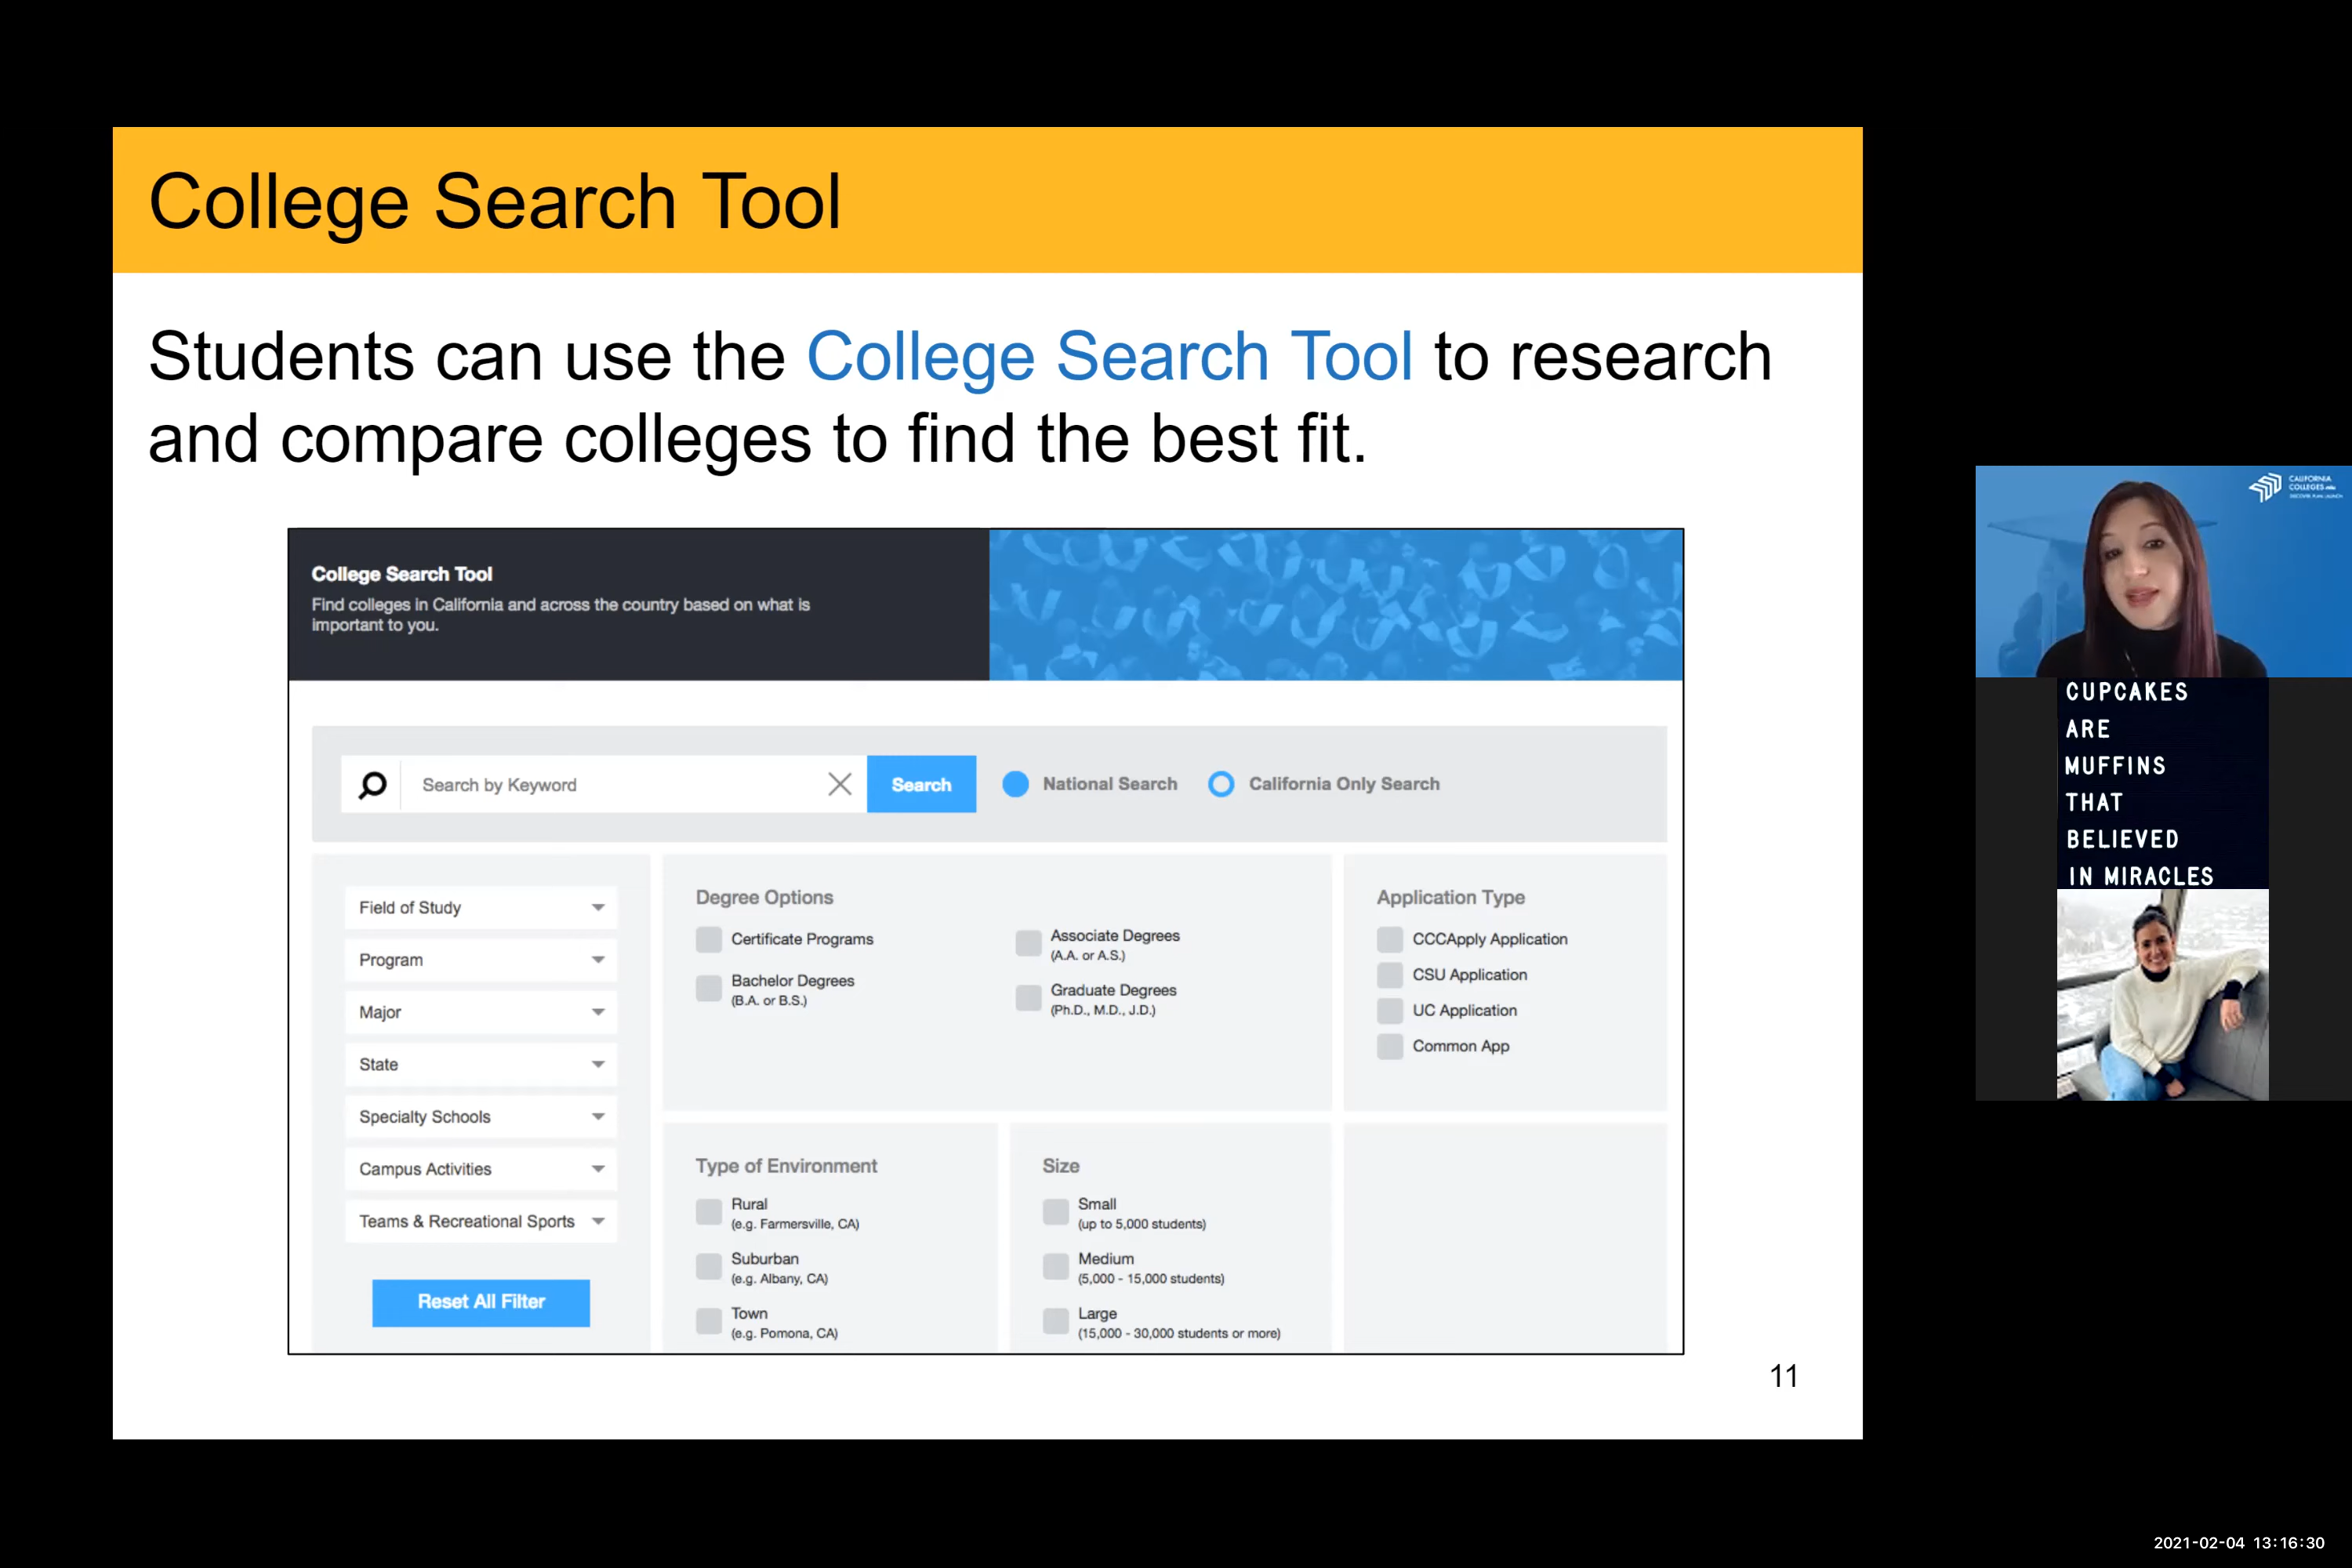 College Search Tool
Students can use the College Search Tool to research
and compare colleges to find the best fit.
College Search Tool
Find colleges in California and across the country based on what is
important to you.
Search by Keyword
Search
National Search
California Only Search
Field of Study
Program
Major
State
Specialty Schools
Campus Activities
Teams & Recreational Sports
Reset All Filter
Degree Options
Certificate Programs
Bachelor Degrees
(B.A. or B.S.)
Associate Degrees
(A.A. or A.S.)
Graduate Degrees
(Ph.D., M.D., J.D.)
Application Type
CCCApply Application
CSU Application
UC Application
Common App
Type of Environment
Rural
(e.g. Farmersville, CA)
Suburban
(e.g. Albany, CA)
Town
(e.g. Pomona, CA)
Size
Small
(up to 5,000 students)
Medium
(5,000 - 15,000 students)
Large
(15,000 - 30,000 students or more)
11
CALIFORNIA
COLLEGES.edu
DISCOVER. PLAN. LAUNCH
CUPCAKES
ARE
MUFFINS
THAT
BELIEVED
IN MIRACLES
2021-02-04 13:16:30